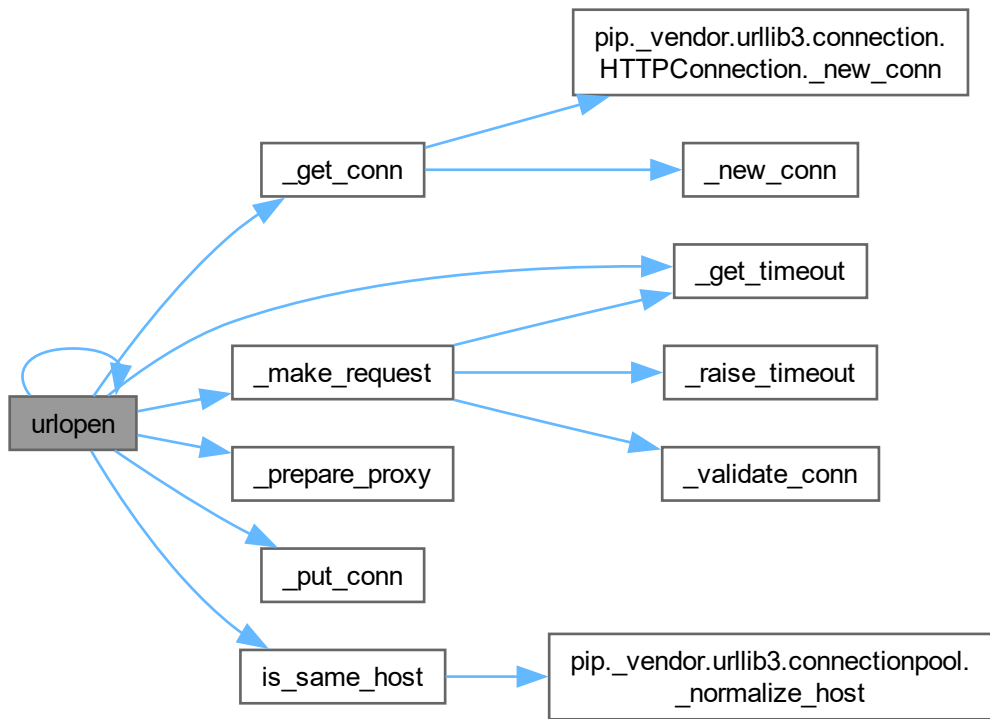 pip._vendor.urllib3.connection.
HTTPConnection._new_conn
_get_conn
_new_conn
_get_timeout
_make_request
_raise_timeout
urlopen
_prepare_proxy
_validate_conn
_put_conn
is_same_host
pip._vendor.urllib3.connectionpool.
_normalize_host